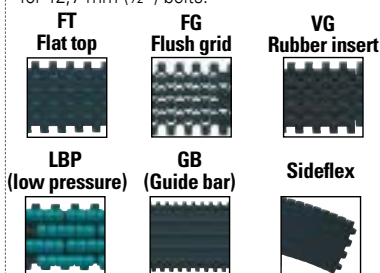 for 12,7 mm (½") bolts.
FT
Flat top
FG
Flush grid
VG
Rubber insert
LBP
(low pressure)
GB
(Guide bar)
Sideflex